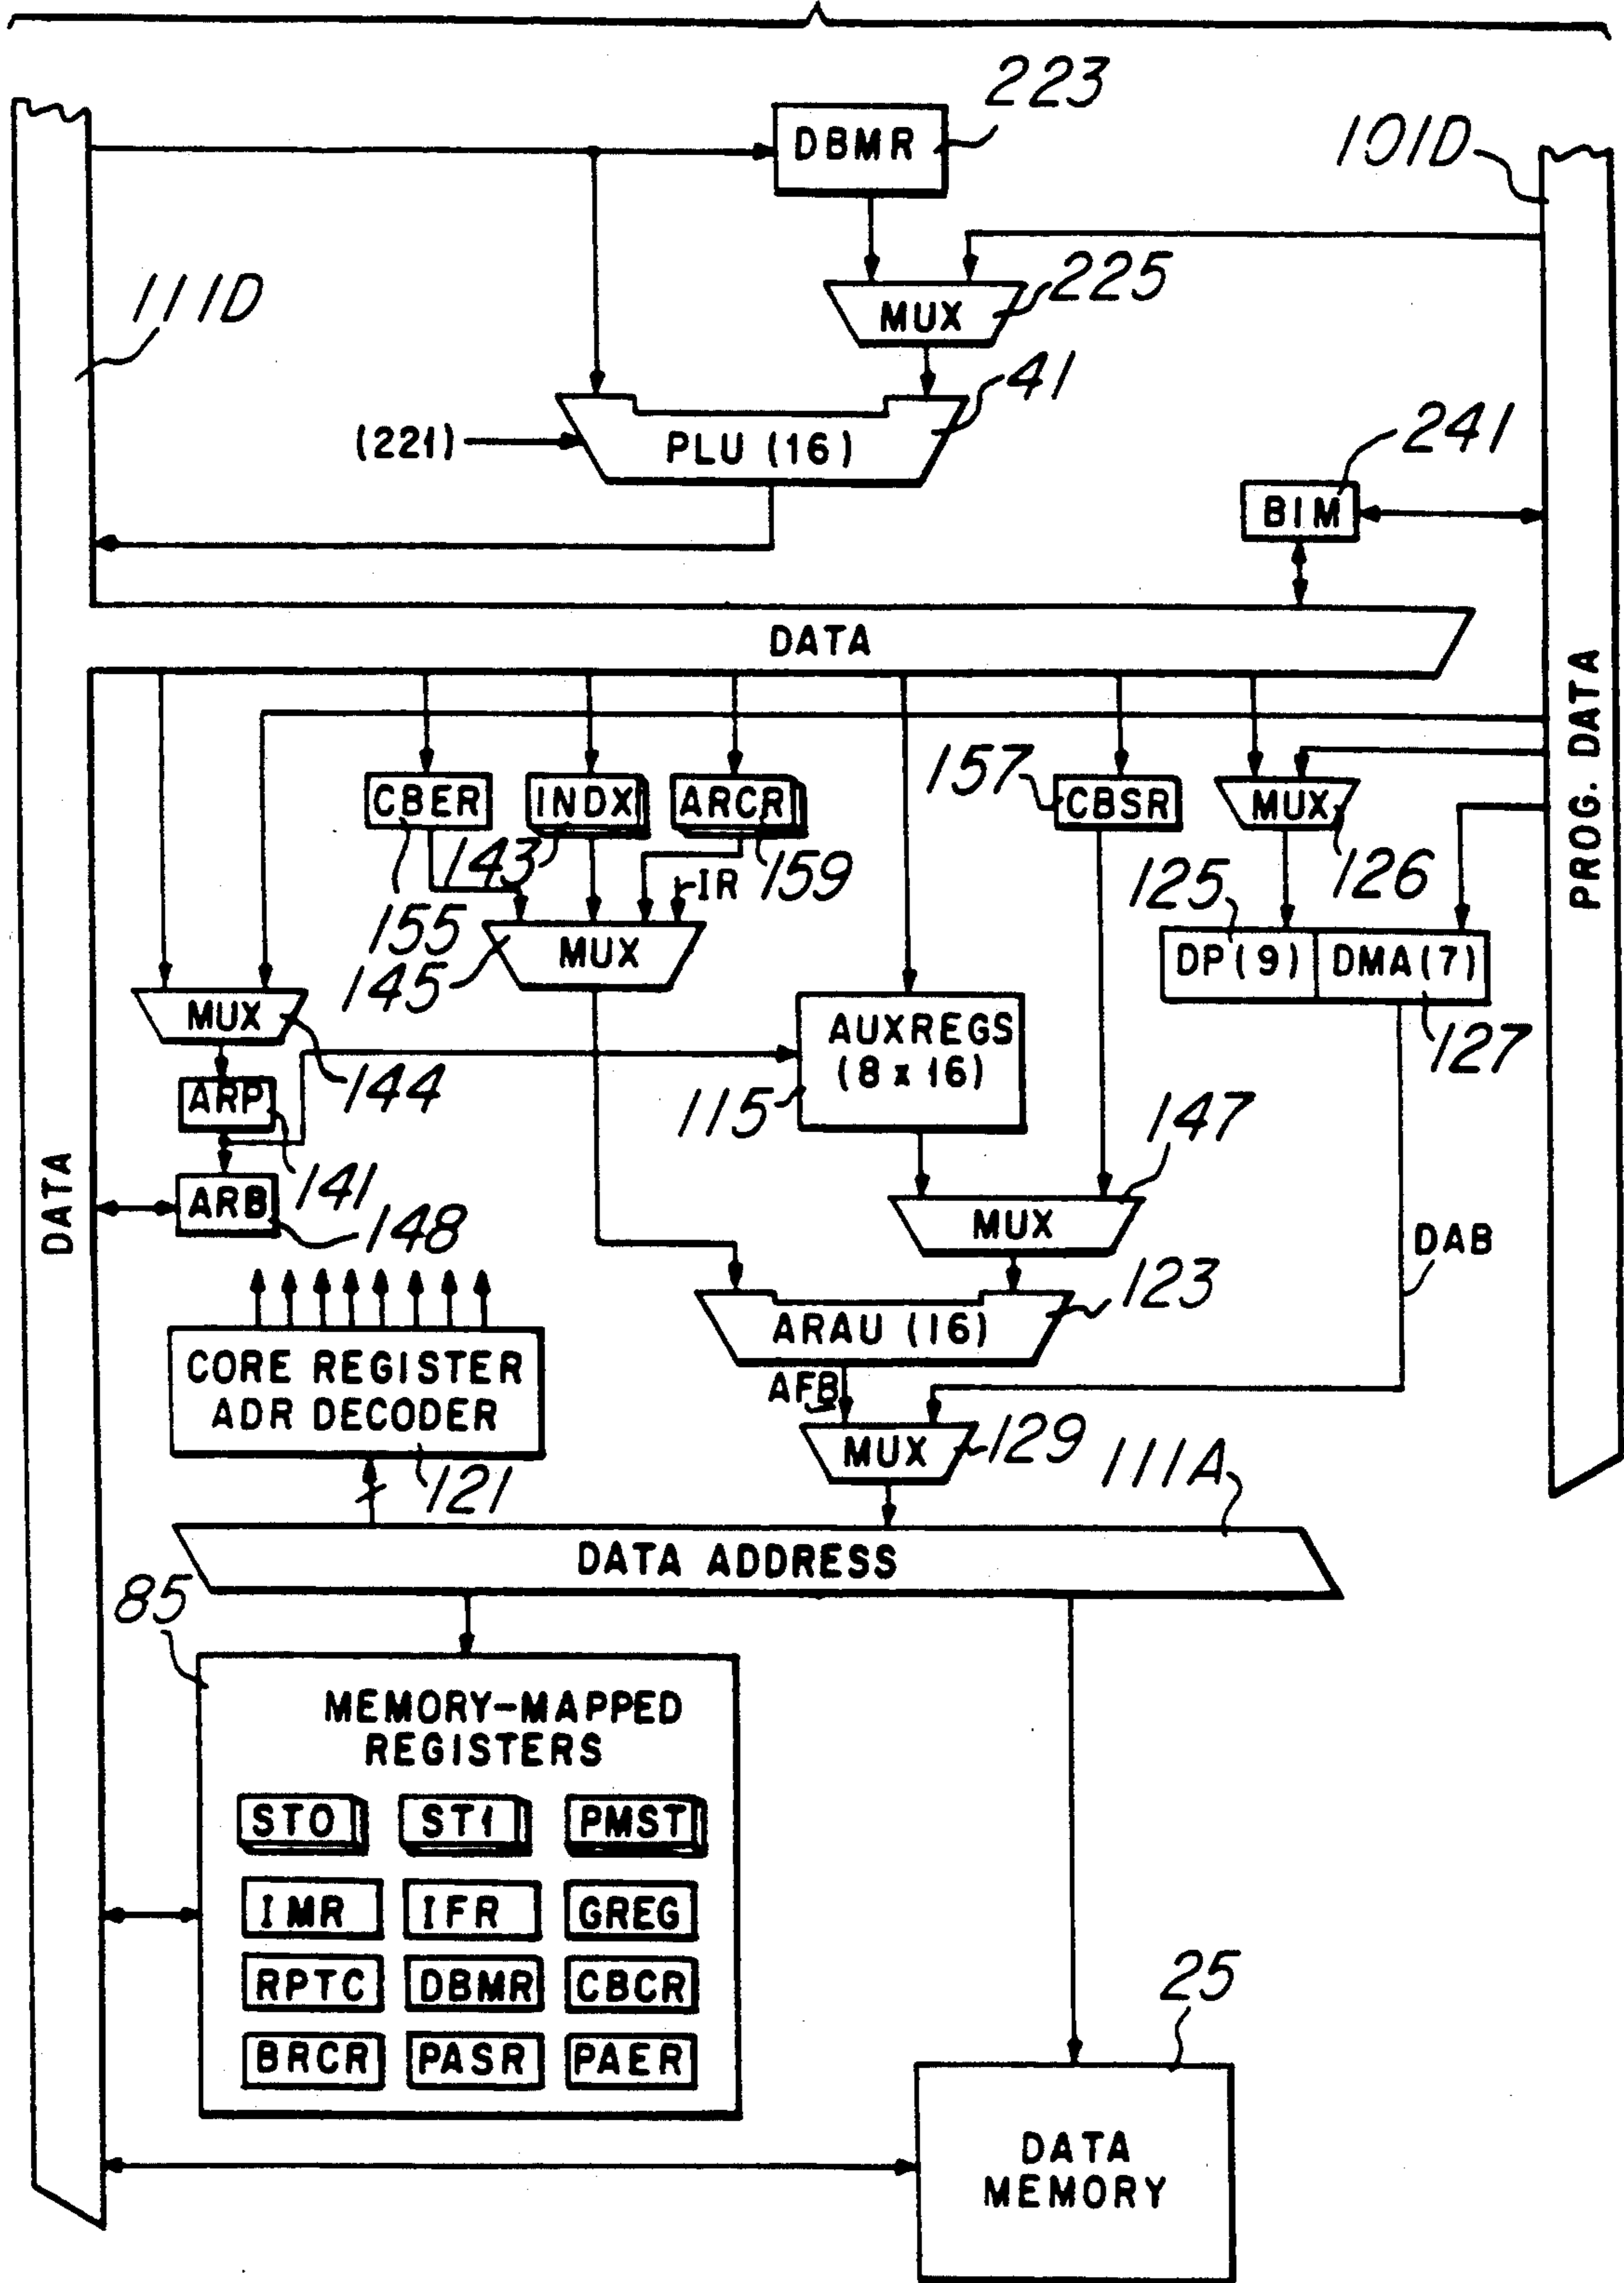 223
DBMR
101D
225
MUX
111D
41
(221)
PLU (16)
241
BIM
DATA
PROG. DATA
CBER
INDX
ARCR
157
CBSR
MUX
143
IR
159
125
126
155
MUX
DP(9)
DMA(7)
145
MUX
AUXREGS
(8 x 16)
127
144
ARP
115
147
141
ARB
148
MUX
DAB
DATA
123
ARAU (16)
CORE REGISTER
ADR DECODER
AFB
MUX
129
111A
121
DATA ADDRESS
85
MEMORY-MAPPED
REGISTERS
ST0 ST1 PMST
IMR IFR GREG
RPTC DBMR CBCR
BRCR PASR PAER
25
DATA
MEMORY